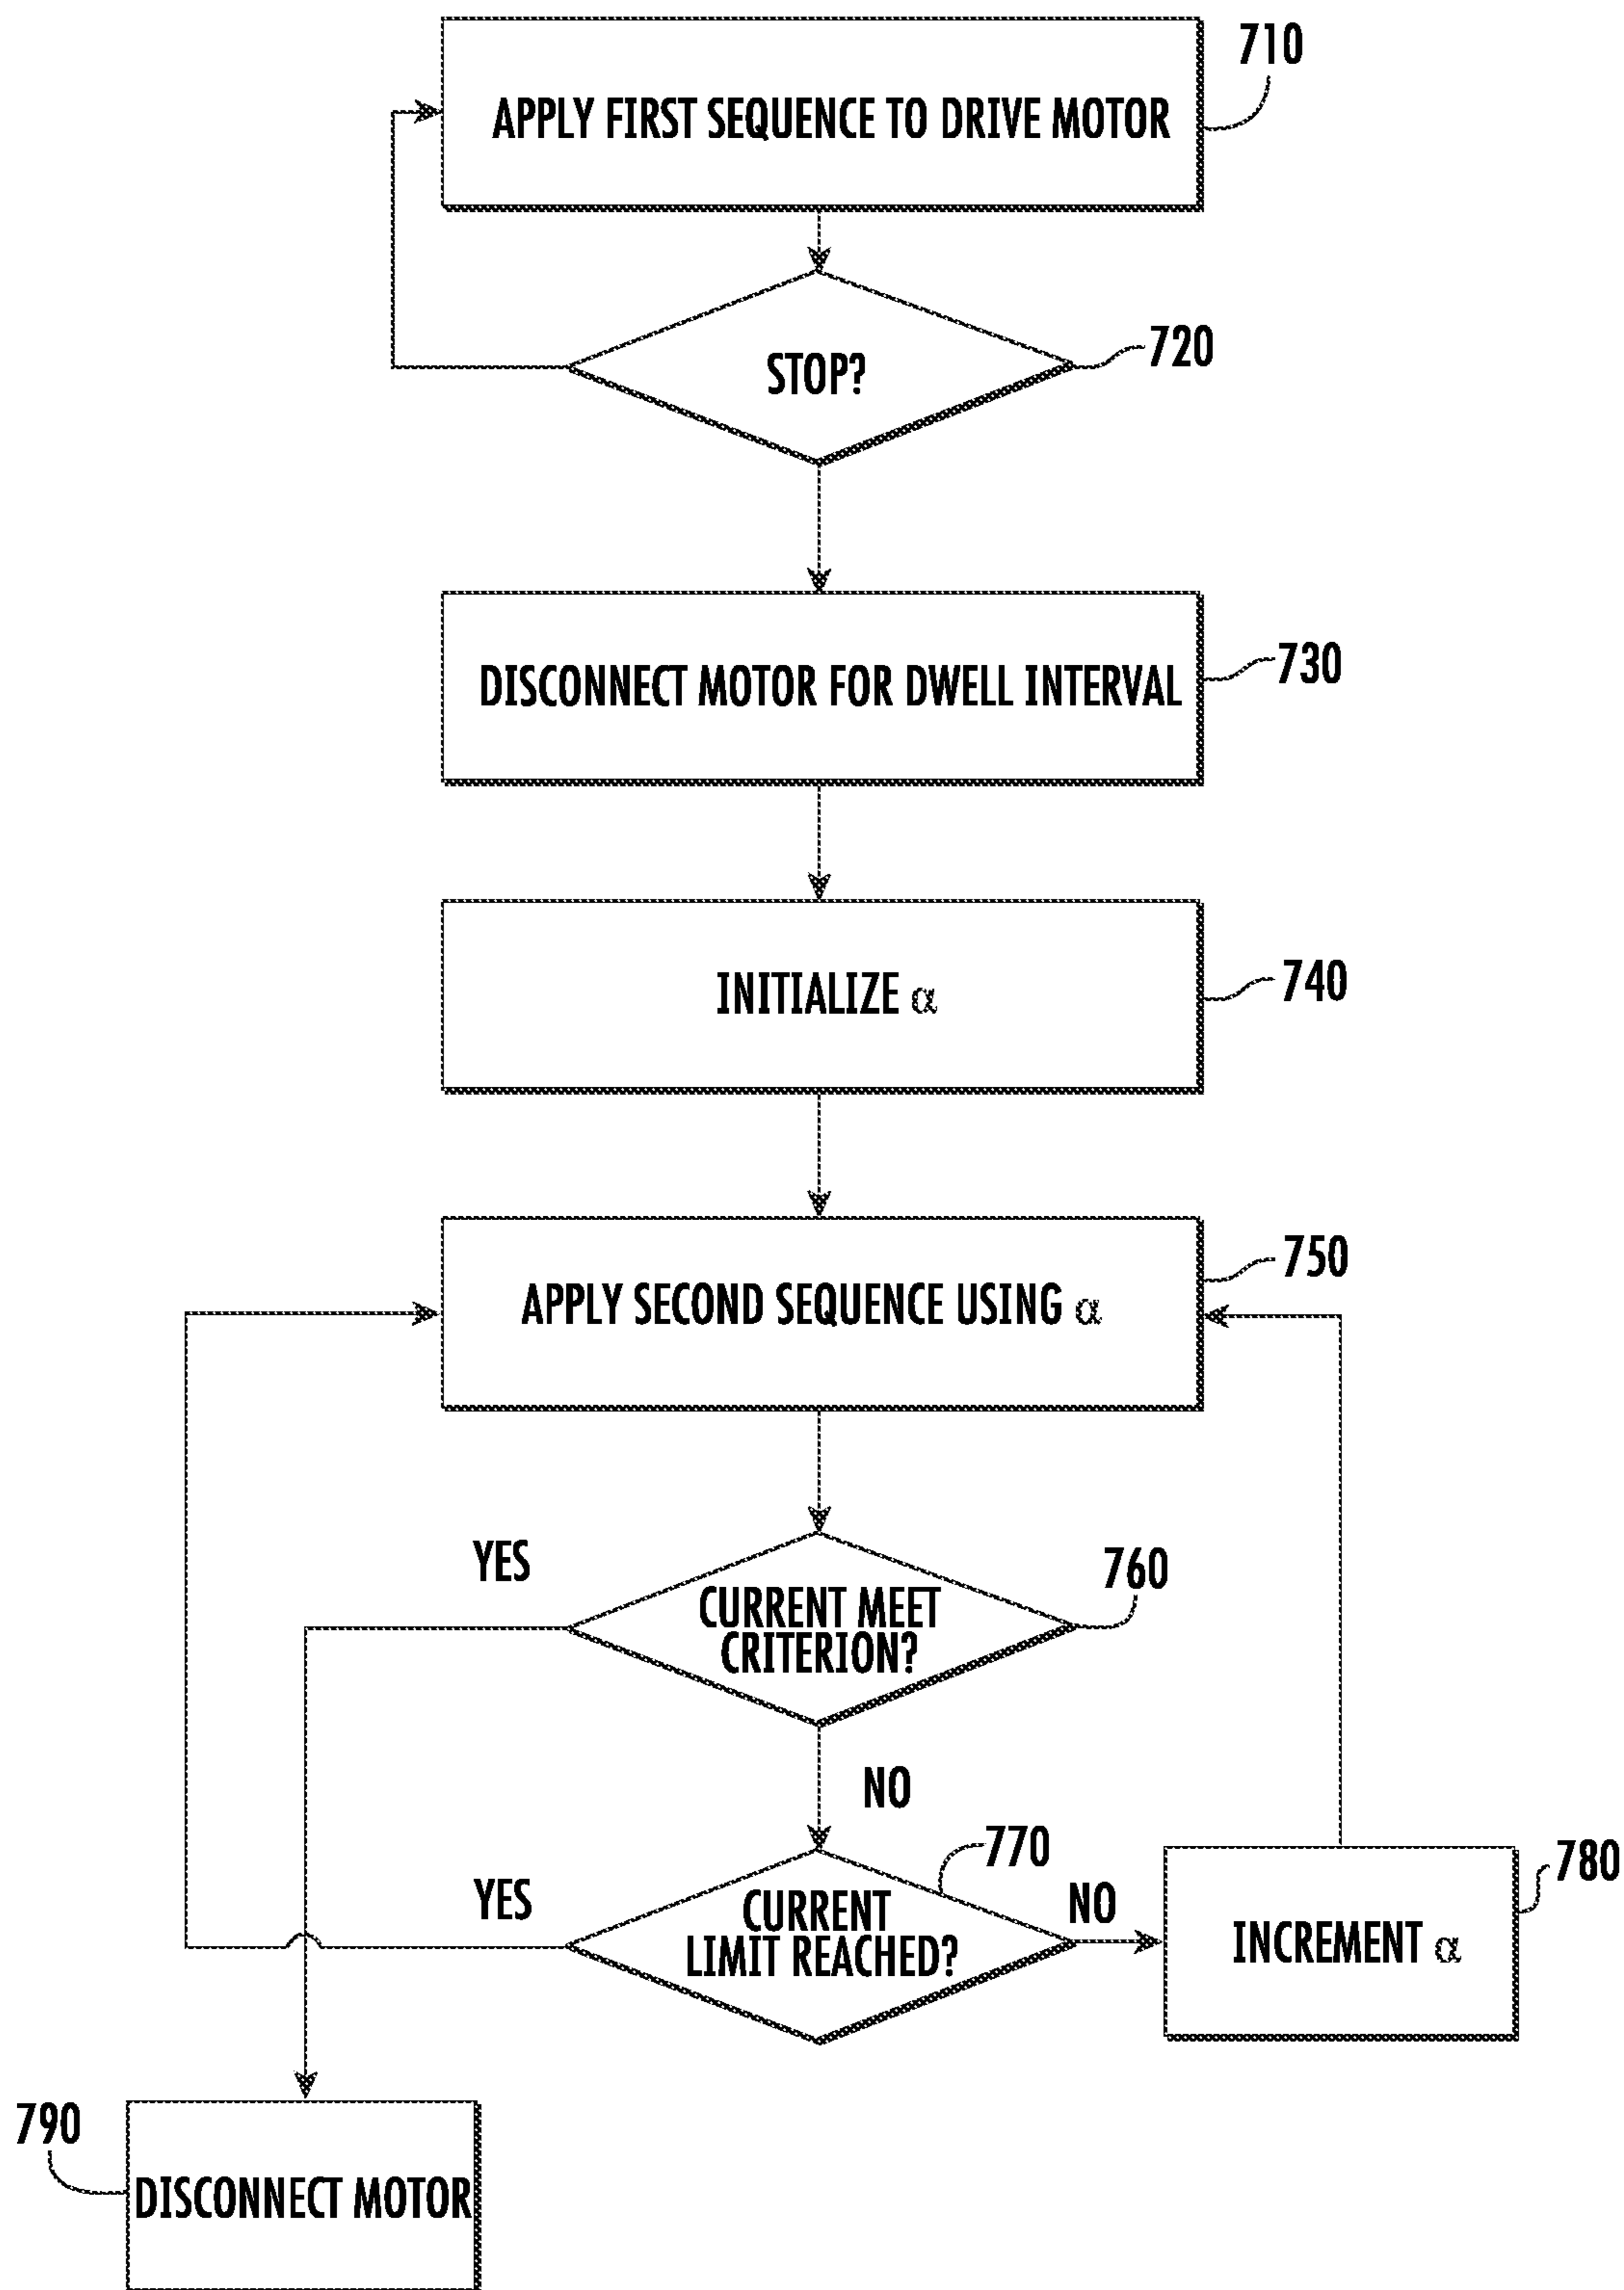 710
APPLY FIRST SEQUENCE TO DRIVE MOTOR
720
STOP?
730
DISCONNECT MOTOR FOR DWELL INTERVAL
740
INITIALIZE α
750
APPLY SECOND SEQUENCE USING α
YES
760
CURRENT MEET
CRITERION?
NO
770
780
YES
CURRENT
LIMIT REACHED?
NO
INCREMENT α
790
DISCONNECT MOTOR